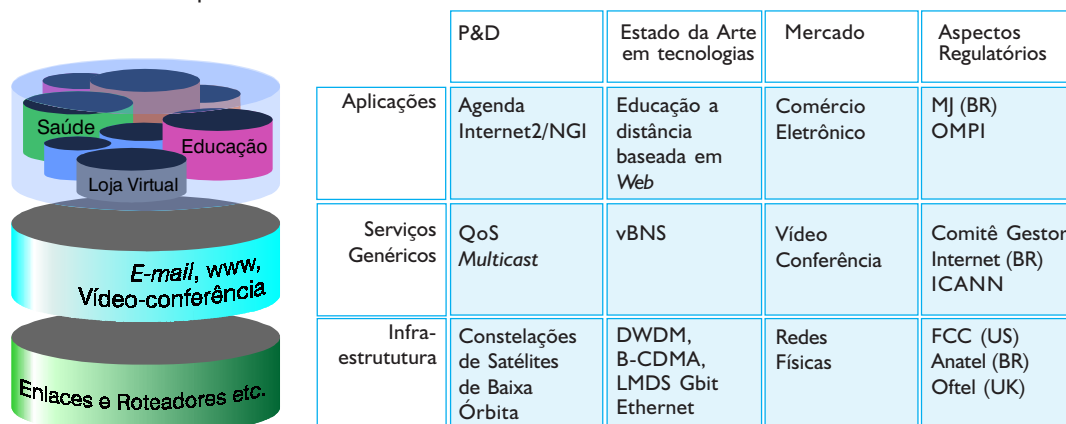 P&D
Estado da Arte
em tecnologias
Mercado
Aspectos
Regulatórios
Saúde
Educação
Loja Virtual
E-mail, www,
Vídeo-conferência
Enlaces e Roteadores etc.
Aplicações
Agenda
Internet2/NGI
Educação a
distância
baseada em
Web
Comércio
Eletrônico
MJ (BR)
OMPI
Serviços
Genéricos
QoS
Multicast
vBNS
Vídeo
Conferência
Comitê Gestor
Internet (BR)
ICANN
Infra-
estrututura
Constelações
de Satélites
de Baixa
Órbita
DWDM,
B-CDMA,
LMDS Gbit
Ethernet
Redes
Físicas
FCC (US)
Anatel (BR)
Oftel (UK)